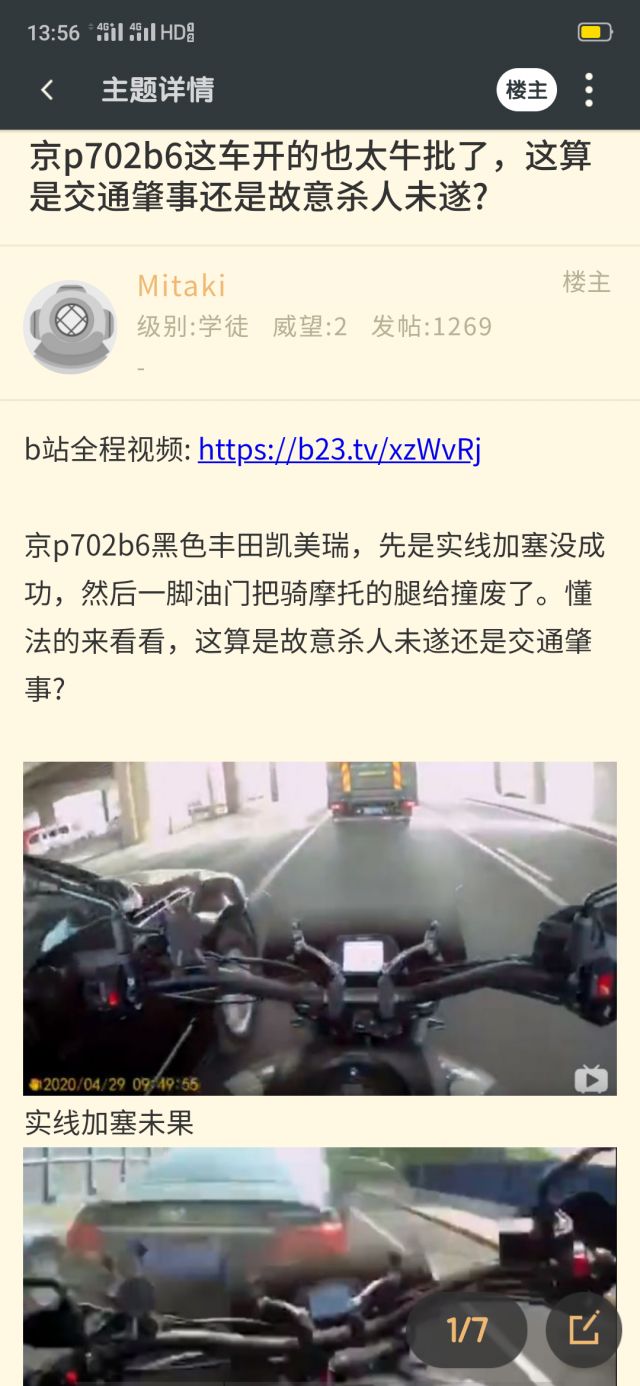 13:56 4G+ 4G HD 1 2
主题详情 楼主
京p702b6这车开的也太牛批了，这算
是交通肇事还是故意杀人未遂?
Mitaki 楼主
级别:学徒 威望:2 发帖:1269
-
b站全程视频: https://b23.tv/xzWvRj
京p702b6黑色丰田凯美瑞，先是实线加塞没成
功，然后一脚油门把骑摩托的腿给撞废了。懂
法的来看看，这算是故意杀人未遂还是交通肇
事?
2020/04/29 09:49:55
实线加塞未果
1/7